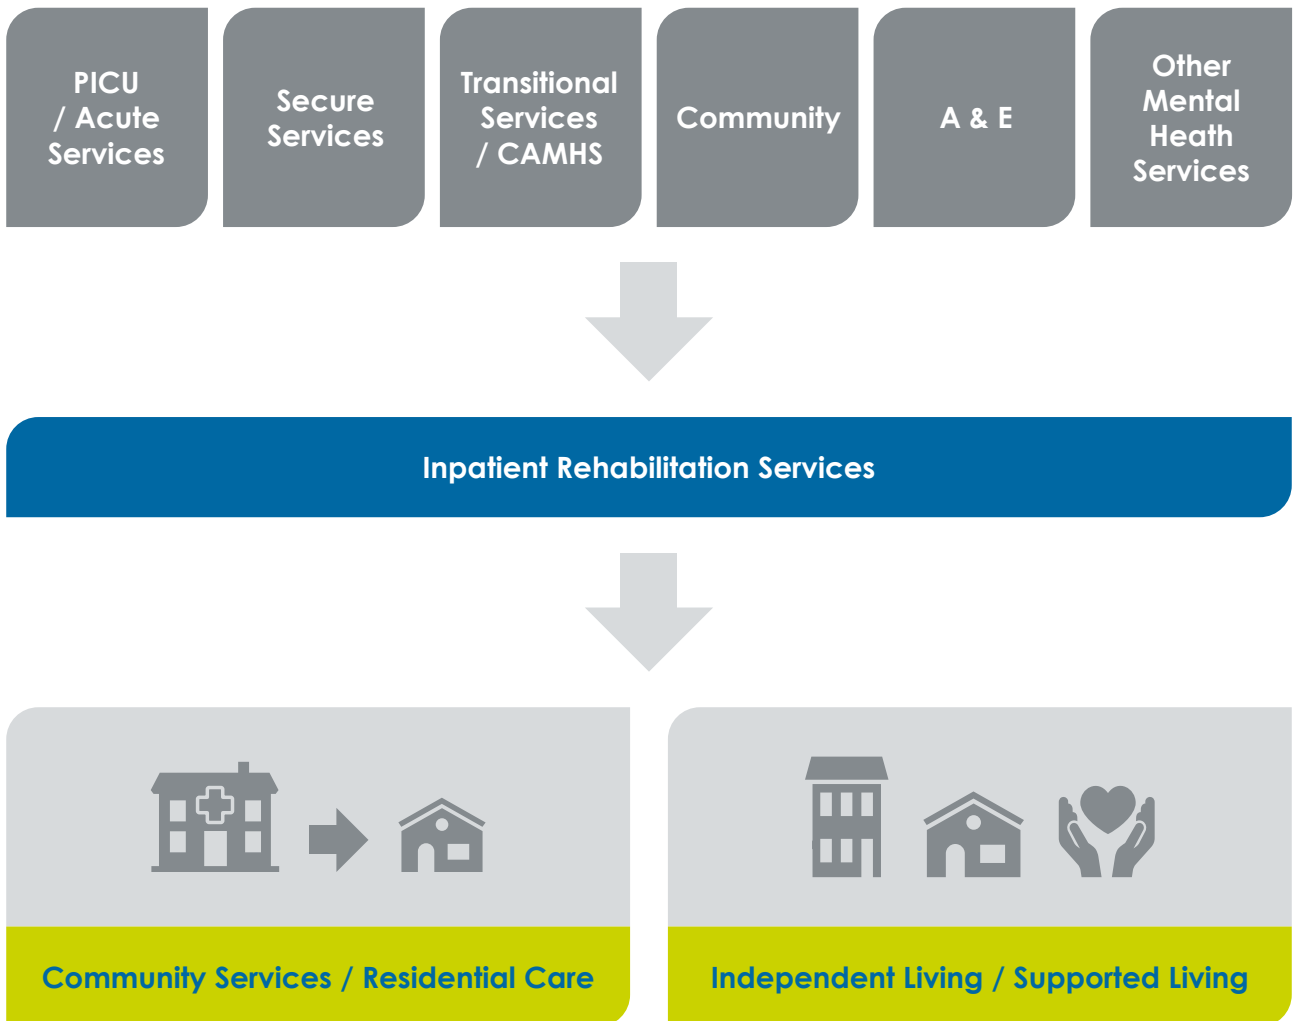 PICU
/ Acute
Services
Secure
Services
Transitional
Services
/ CAMHS
Community
A & E
Other
Mental
Heath
Services
Inpatient Rehabilitation Services
Community Services / Residential Care
Independent Living / Supported Living